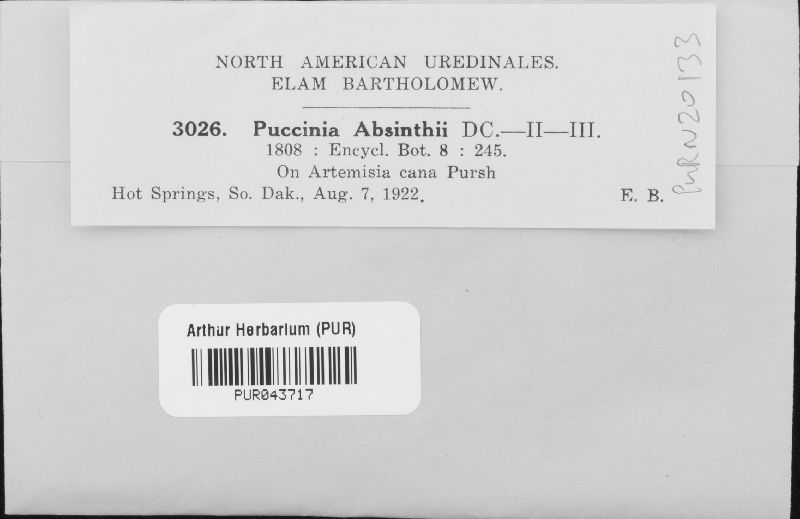 NORTH AMERICAN UREDINALES.
ELAM BARTHOLOMEW.
3026. Puccinia Absinthii DC.—II—III.
1808 : Encycl. Bot. 8 : 245.
On Artemisia cana Pursh
Hot Springs, So. Dak., Aug. 7, 1922. E. B.
PURN20133
Arthur Herbarium (PUR)
PUR043717